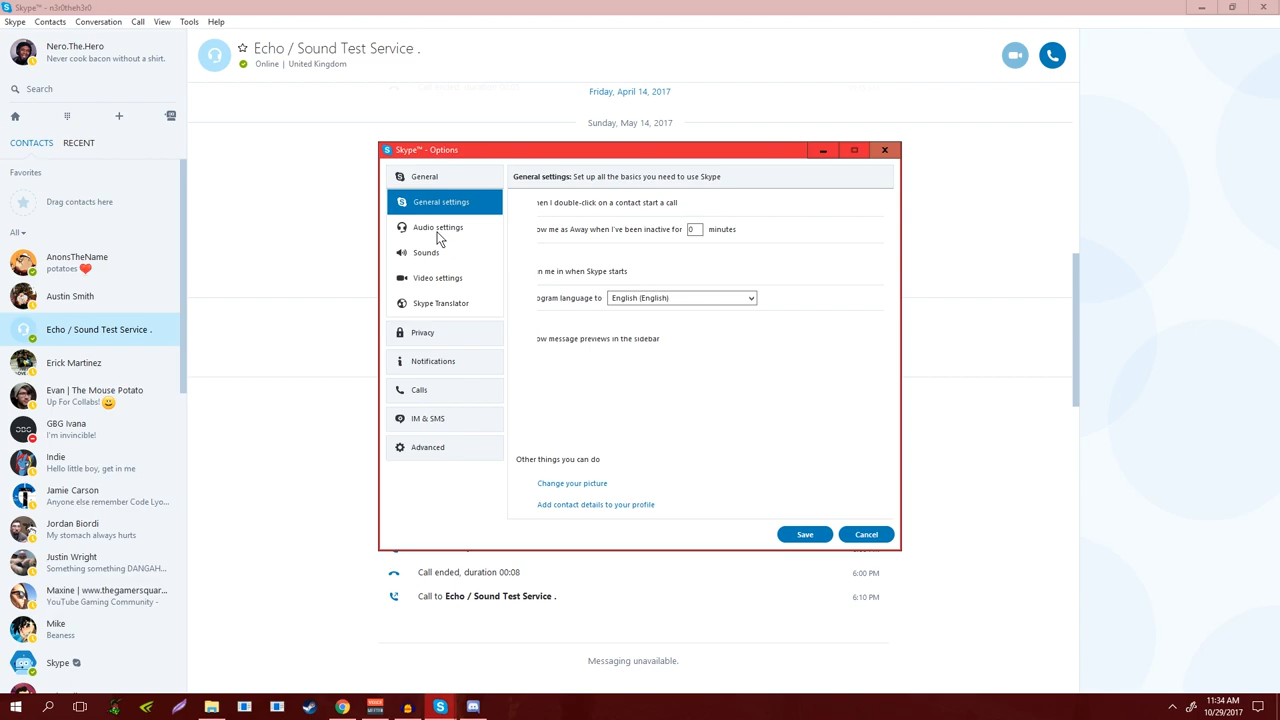 Skype™ - n3r0theh3r0
Skype Contacts Conversation Call View Tools Help
Nero.The.Hero
Never cook bacon without a shirt.
Search
CONTACTS RECENT
Favorites
Drag contacts here
All
AnonsTheName
potatoes
Austin Smith
Echo / Sound Test Service .
Erick Martinez
Evan | The Mouse Potato
Up For Collabs!
GBG Ivana
I'm invincible!
Indie
Hello little boy, get in me
Jamie Carson
Anyone else remember Code Lyo...
Jordan Biordi
My stomach always hurts
Justin Wright
Something something DANGAH...
Maxine | www.thegamersquar...
YouTube Gaming Community -
Mike
Beaness
Skype
Echo / Sound Test Service .
Online | United Kingdom
Friday, April 14, 2017
Sunday, May 14, 2017
Skype™ - Options
General
General settings
Audio settings
Sounds
Video settings
Skype Translator
Privacy
Notifications
Calls
IM & SMS
Advanced
General settings: Set up all the basics you need to use Skype
en I double-click on a contact start a call
ow me as Away when I've been inactive for 0 minutes
n me in when Skype starts
ogram language to English (English)
ow message previews in the sidebar
Other things you can do
Change your picture
Add contact details to your profile
Save Cancel
Call ended, duration 00:08 6:00 PM
Call to Echo / Sound Test Service . 6:10 PM
Messaging unavailable.
11:34 AM
10/29/2017